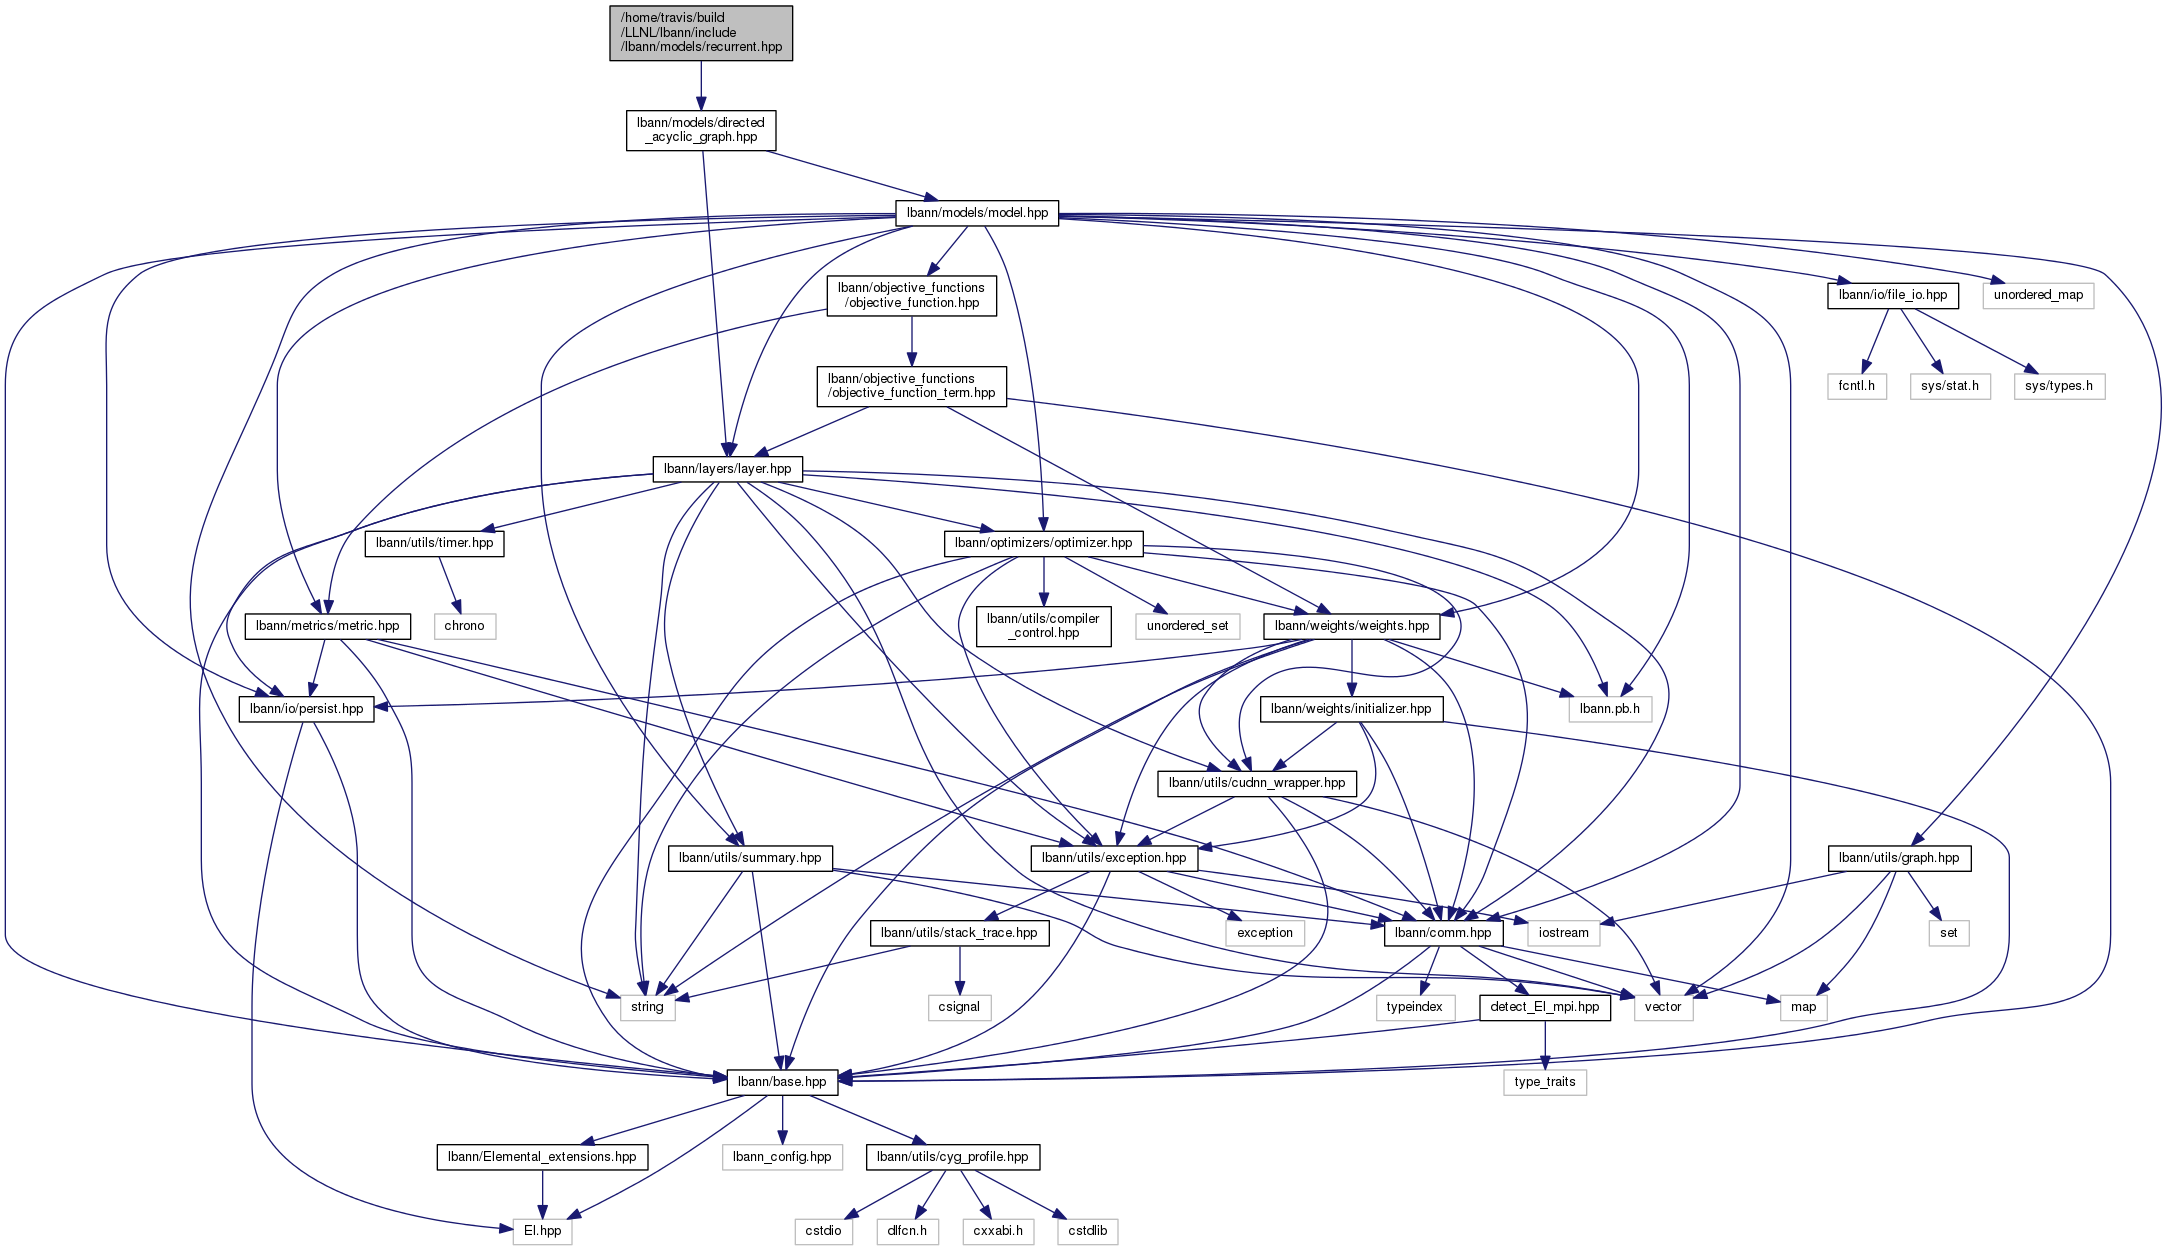 /home/travis/build
/LLNL/lbann/include
/lbann/models/recurrent.hpp
lbann/models/directed
_acyclic_graph.hpp
lbann/models/model.hpp
lbann/objective_functions
/objective_function.hpp
lbann/io/file_io.hpp
unordered_map
lbann/objective_functions
/objective_function_term.hpp
fcntl.h
sys/stat.h
sys/types.h
lbann/layers/layer.hpp
lbann/utils/timer.hpp
lbann/optimizers/optimizer.hpp
lbann/metrics/metric.hpp
chrono
lbann/utils/compiler
_control.hpp
unordered_set
lbann/weights/weights.hpp
lbann/io/persist.hpp
lbann/weights/initializer.hpp
lbann.pb.h
lbann/utils/cudnn_wrapper.hpp
lbann/utils/summary.hpp
lbann/utils/exception.hpp
lbann/utils/graph.hpp
lbann/utils/stack_trace.hpp
exception
lbann/comm.hpp
iostream
set
string
csignal
typeindex
detect_El_mpi.hpp
vector
map
lbann/base.hpp
type_traits
lbann/Elemental_extensions.hpp
lbann_config.hpp
lbann/utils/cyg_profile.hpp
El.hpp
cstdio
dlfcn.h
cxxabi.h
cstdlib